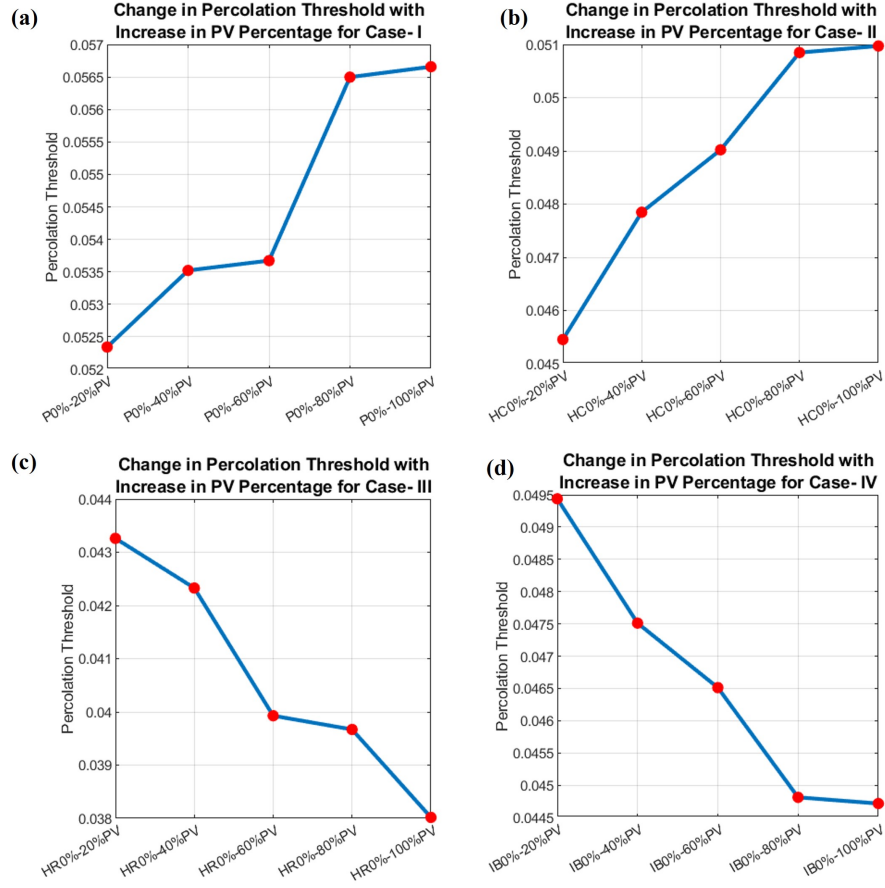 (a)
Change in Percolation Threshold with
Increase in PV Percentage for Case- I
0.057
0.0565
0.056
0.0555
0.055
0.0545
0.054
0.0535
0.053
0.0525
0.052
Percolation Threshold
P0%-20%PV
P0%-40%PV
P0%-60%PV
P0%-80%PV
P0%-100%PV
(b)
Change in Percolation Threshold with
Increase in PV Percentage for Case- II
0.051
0.05
0.049
0.048
0.047
0.046
0.045
Percolation Threshold
HC0%-20%PV
HC0%-40%PV
HC0%-60%PV
HC0%-80%PV
HC0%-100%PV
(c)
Change in Percolation Threshold with
Increase in PV Percentage for Case- III
0.044
0.043
0.042
0.041
0.04
0.039
0.038
Percolation Threshold
HR0%-20%PV
HR0%-40%PV
HR0%-60%PV
HR0%-80%PV
HR0%-100%PV
(d)
Change in Percolation Threshold with
Increase in PV Percentage for Case- IV
0.0495
0.049
0.0485
0.048
0.0475
0.047
0.0465
0.046
0.0455
0.045
0.0445
Percolation Threshold
IB0%-20%PV
IB0%-40%PV
IB0%-60%PV
IB0%-80%PV
IB0%-100%PV